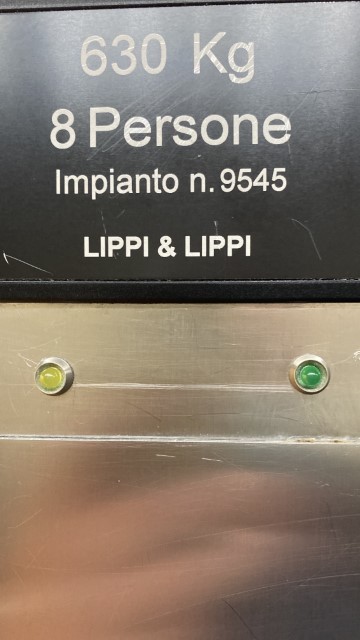 630 Kg
8 Persone
Impianto n. 9545
LIPPI & LIPPI